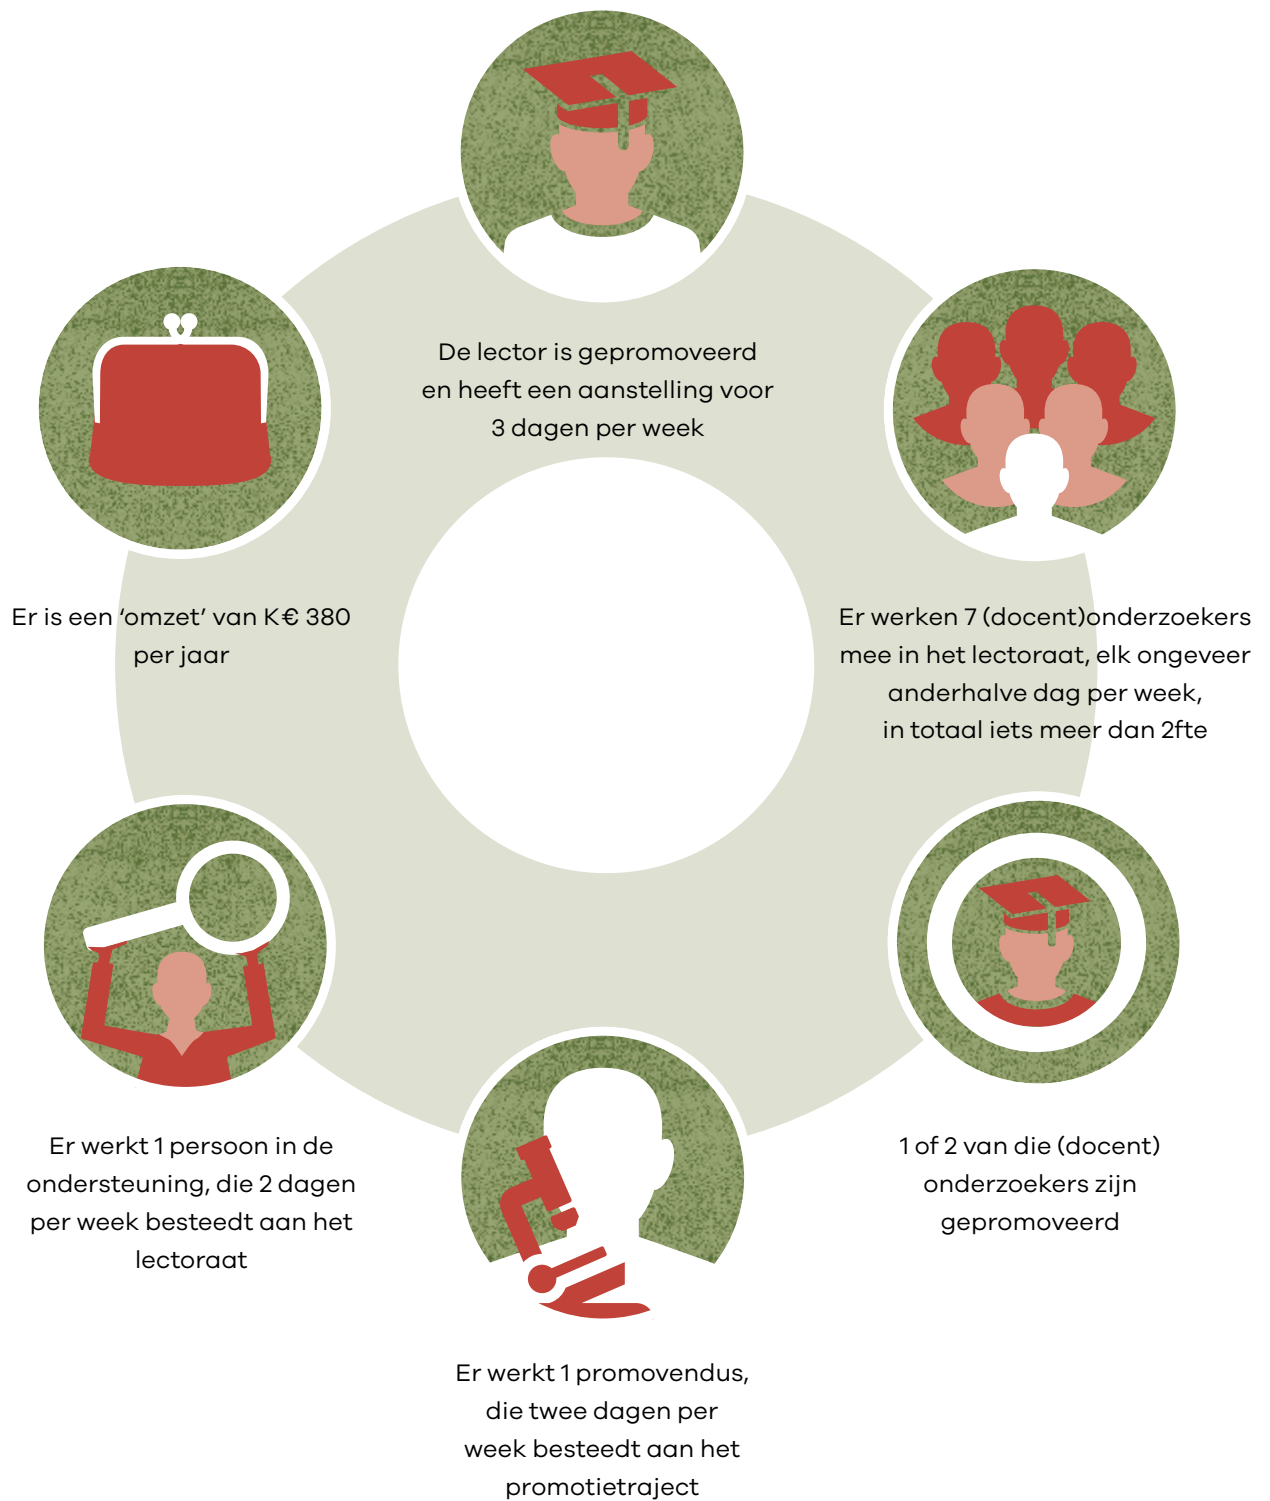 De lector is gepromoveerd
en heeft een aanstelling voor
3 dagen per week
Er werken 7 (docent)onderzoekers
mee in het lectoraat, elk ongeveer
anderhalve dag per week,
in totaal iets meer dan 2fte
1 of 2 van die (docent)
onderzoekers zijn
gepromoveerd
Er werkt 1 promovendus,
die twee dagen per
week besteedt aan het
promotietraject
Er werkt 1 persoon in de
ondersteuning, die 2 dagen
per week besteedt aan het
lectoraat
Er is een ‘omzet’ van K€ 380
per jaar